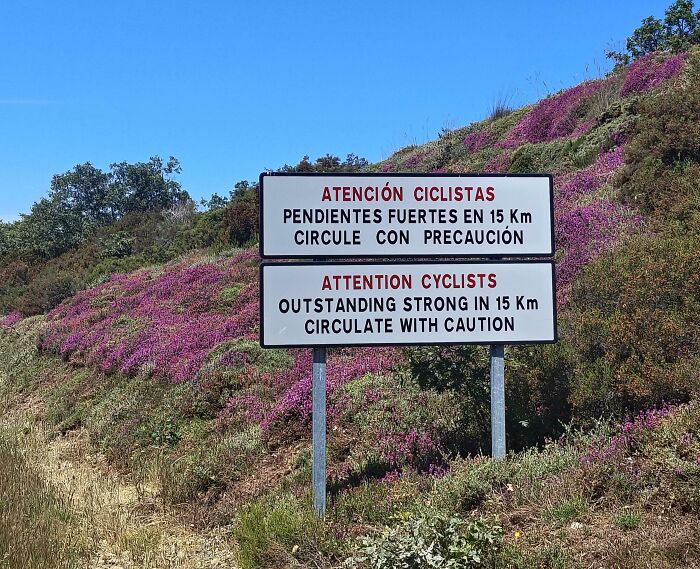 ATENCIÓN CICLISTAS
PENDIENTES FUERTES EN 15 Km
CIRCULE CON PRECAUCIÓN
ATTENTION CYCLISTS
OUTSTANDING STRONG IN 15 Km
CIRCULATE WITH CAUTION